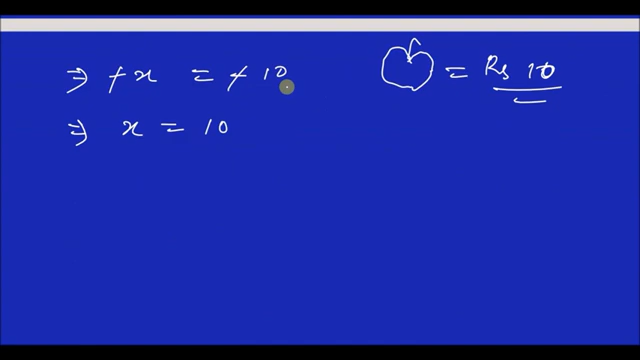 ⇒ -x = -10
= Rs 10
⇒ x = 10